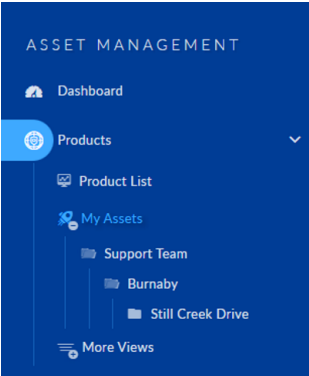 ASSET MANAGEMENT
Dashboard
Products
Product List
My Assets
Support Team
Burnaby
Still Creek Drive
More Views